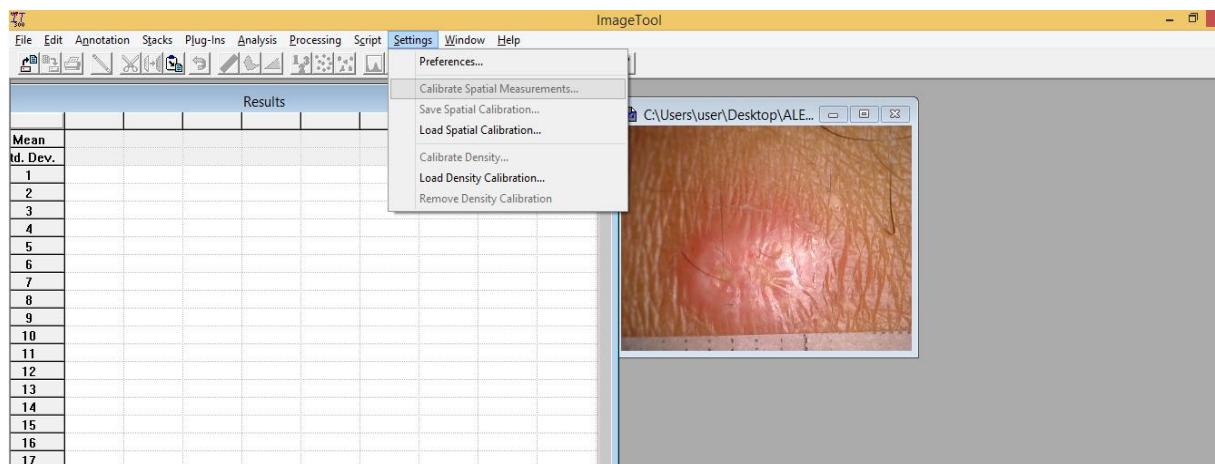 ImageTool
File Edit Annotation Stacks Plug-Ins Analysis Processing Script Settings Window Help
Preferences...
Calibrate Spatial Measurements...
Save Spatial Calibration...
Load Spatial Calibration...
Calibrate Density...
Load Density Calibration...
Remove Density Calibration
Results
C:\Users\user\Desktop\ALE...
Mean
td. Dev.
1
2
3
4
5
6
7
8
9
10
11
12
13
14
15
16
17